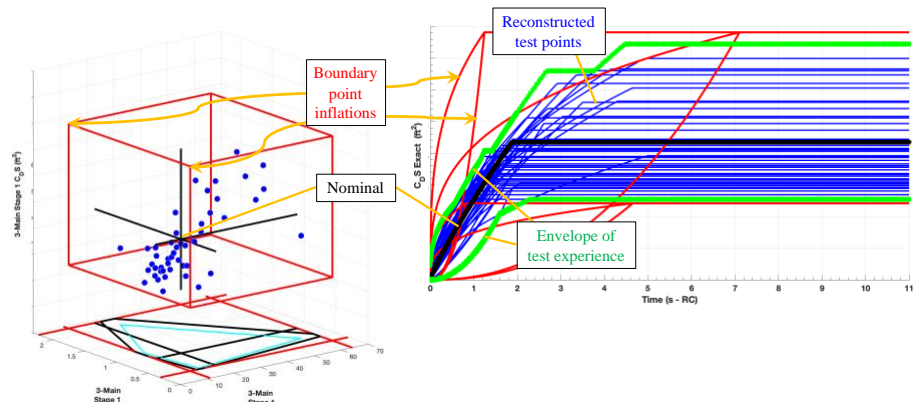 Reconstructed
test points
Boundary
point
inflations
Nominal
Envelope of
test experience
3-Main Stage 1 C_D S (ft²)
2
1.5
1
0.5
0
3-Main
Stage 1
0
10
20
30
40
50
60
70
3-Main
Stage 1
C_D S Exact (ft²)
0
1
2
3
4
5
6
7
8
9
10
11
Time (s - RC)